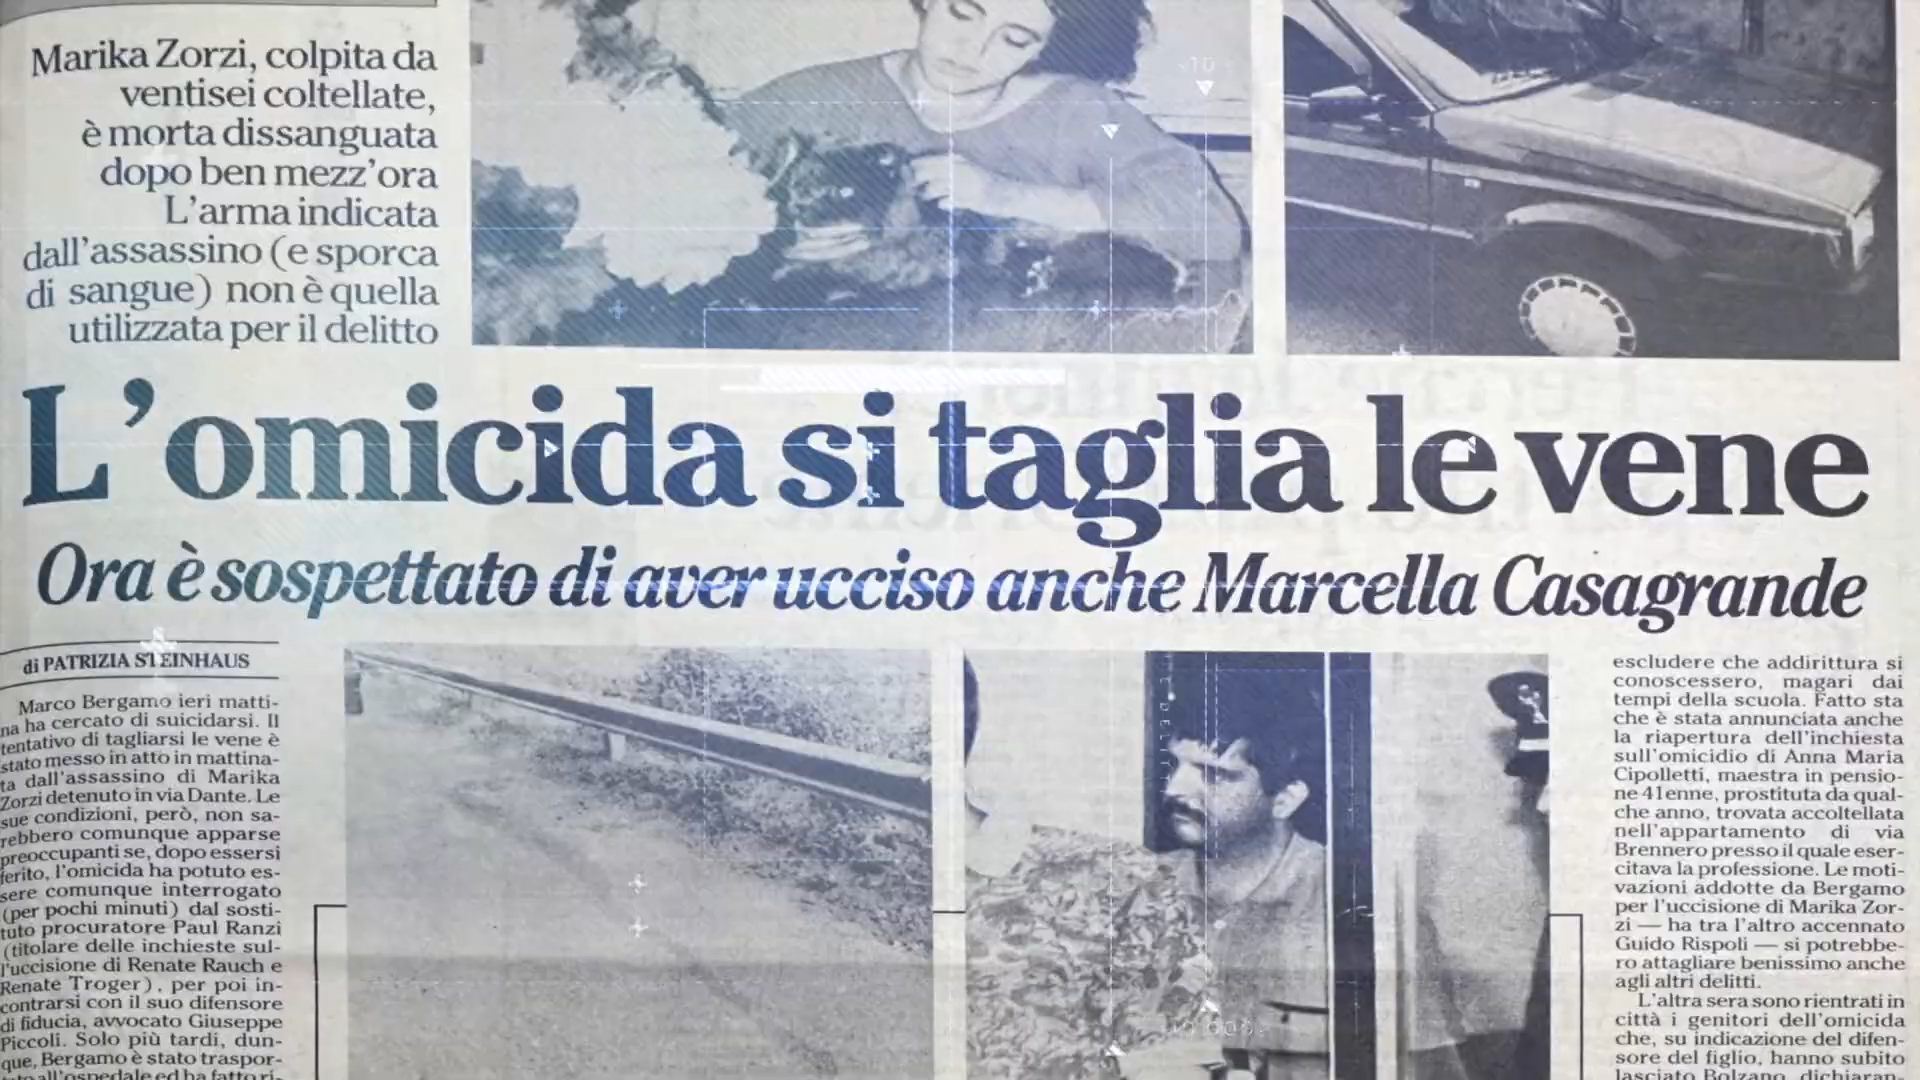 Marika Zorzi, colpita da
ventisei coltellate,
è morta dissanguata
dopo ben mezz'ora
L'arma indicata
dall'assassino (e sporca
di sangue) non è quella
utilizzata per il delitto
L'omicida si taglia le vene
Ora è sospettato di aver ucciso anche Marcella Casagrande
di PATRIZIA STEINHAUS
Marco Bergamo ieri matti-
na ha cercato di suicidarsi. Il
tentativo di tagliarsi le vene è
stato messo in atto in mattina-
ta dall'assassino di Marika
Zorzi detenuto in via Dante. Le
sue condizioni, però, non sa-
rebbero comunque apparse
preoccupanti se, dopo essersi
ferito, l'omicida ha potuto es-
sere comunque interrogato
(per pochi minuti) dal sosti-
tuto procuratore Paul Ranzi
(titolare delle inchieste sul-
l'uccisione di Renate Rauch e
Renate Troger), per poi in-
contrarsi con il suo difensore
di fiducia, avvocato Giuseppe
Piccoli. Solo più tardi, dun-
que, Bergamo è stato traspor-
tato all'ospedale ed ha fatto ri-
escludere che addirittura si
conoscessero, magari dai
tempi della scuola. Fatto sta
che è stata annunciata anche
la riapertura dell'inchiesta
sull'omicidio di Anna Maria
Cipolletti, maestra in pensio-
ne 41enne, prostituta da qual-
che anno, trovata accoltellata
nell'appartamento di via
Brennero presso il quale eser-
citava la professione. Le moti-
vazioni addotte da Bergamo
per l'uccisione di Marika Zor-
zi — ha tra l'altro accennato
Guido Rispoli — si potrebbe-
ro attagliare benissimo anche
agli altri delitti.
L'altra sera sono rientrati in
città i genitori dell'omicida
che, su indicazione del difen-
sore del figlio, hanno subito
lasciato Bolzano, dichiaran-